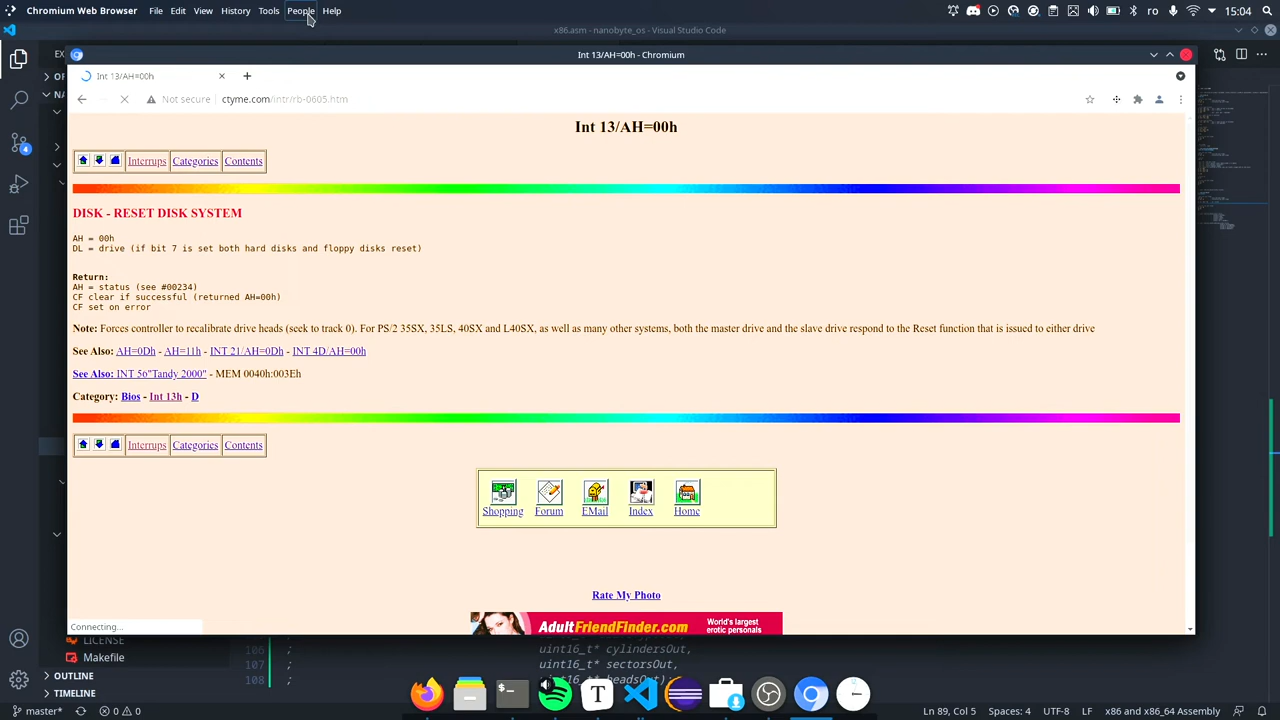 Chromium Web Browser File Edit View History Tools People Help ro 15:04
x86.asm - nanobyte_os - Visual Studio Code
EX
Int 13/AH=00h - Chromium
Int 13/AH=00h
Not secure ctyme.com/intr/rb-0605.htm
Int 13/AH=00h
Interrups Categories Contents
DISK - RESET DISK SYSTEM
AH = 00h
DL = drive (if bit 7 is set both hard disks and floppy disks reset)
Return:
AH = status (see #00234)
CF clear if successful (returned AH=00h)
CF set on error
Note: Forces controller to recalibrate drive heads (seek to track 0). For PS/2 35SX, 35LS, 40SX and L40SX, as well as many other systems, both the master drive and the slave drive respond to the Reset function that is issued to either drive
See Also: AH=0Dh - AH=11h - INT 21/AH=0Dh - INT 4D/AH=00h
See Also: INT 56"Tandy 2000" - MEM 0040h:003Eh
Category: Bios - Int 13h - D
Interrups Categories Contents
Shopping Forum EMail Index Home
Rate My Photo
AdultFriendFinder.com World's largest
erotic personals
Connecting...
LICENSE
Makefile
OUTLINE
TIMELINE
106 ; uint16_t* cylindersOut,
107 ; uint16_t* sectorsOut,
108 ; uint16_t* headsOut);
master* 0 0 Ln 89, Col 5 Spaces: 4 UTF-8 LF x86 and x86_64 Assembly